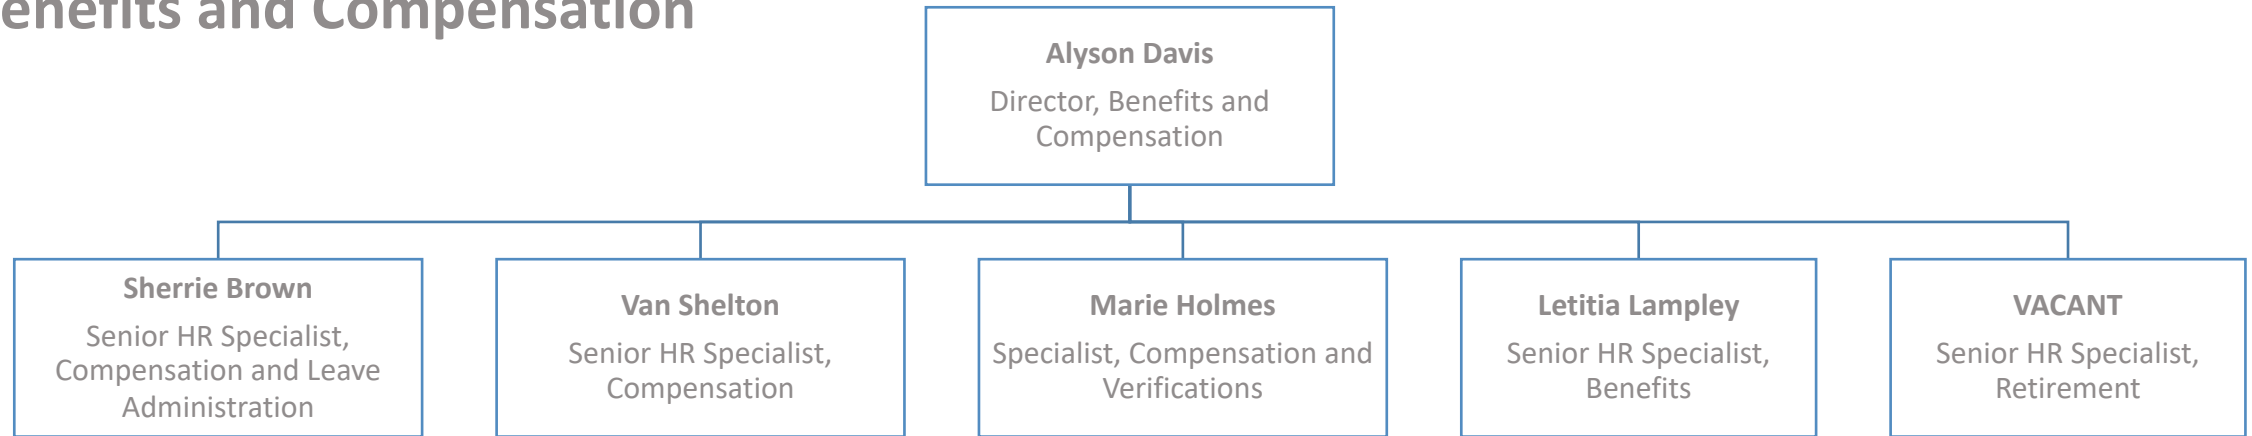 enefits and Compensation
Alyson Davis
Director, Benefits and
Compensation
Sherrie Brown
Senior HR Specialist,
Compensation and Leave
Administration
Van Shelton
Senior HR Specialist,
Compensation
Marie Holmes
Specialist, Compensation and
Verifications
Letitia Lampley
Senior HR Specialist,
Benefits
VACANT
Senior HR Specialist,
Retirement